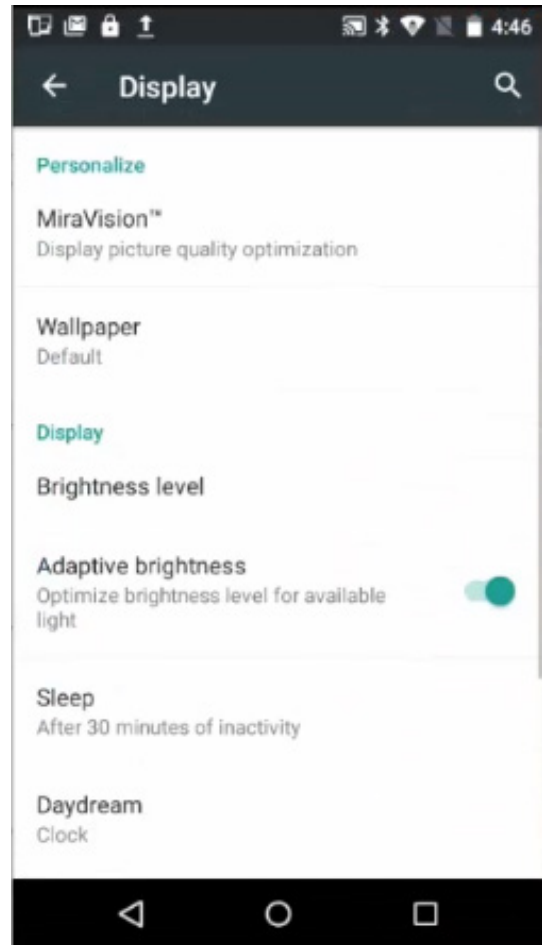 4:46
Display
Personalize
MiraVision™
Display picture quality optimization
Wallpaper
Default
Display
Brightness level
Adaptive brightness
Optimize brightness level for available
light
Sleep
After 30 minutes of inactivity
Daydream
Clock